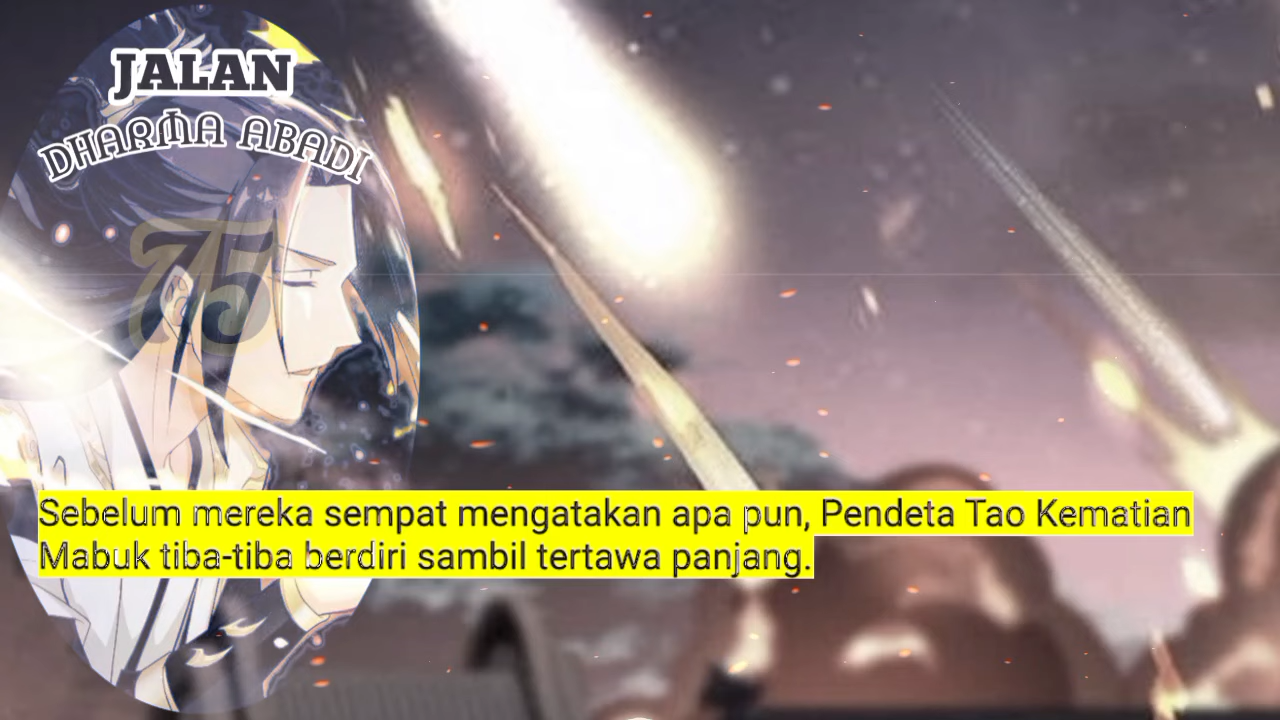 JALAN
DHARMA ABADI
75
Sebelum mereka sempat mengatakan apa pun, Pendeta Tao Kematian
Mabuk tiba-tiba berdiri sambil tertawa panjang.